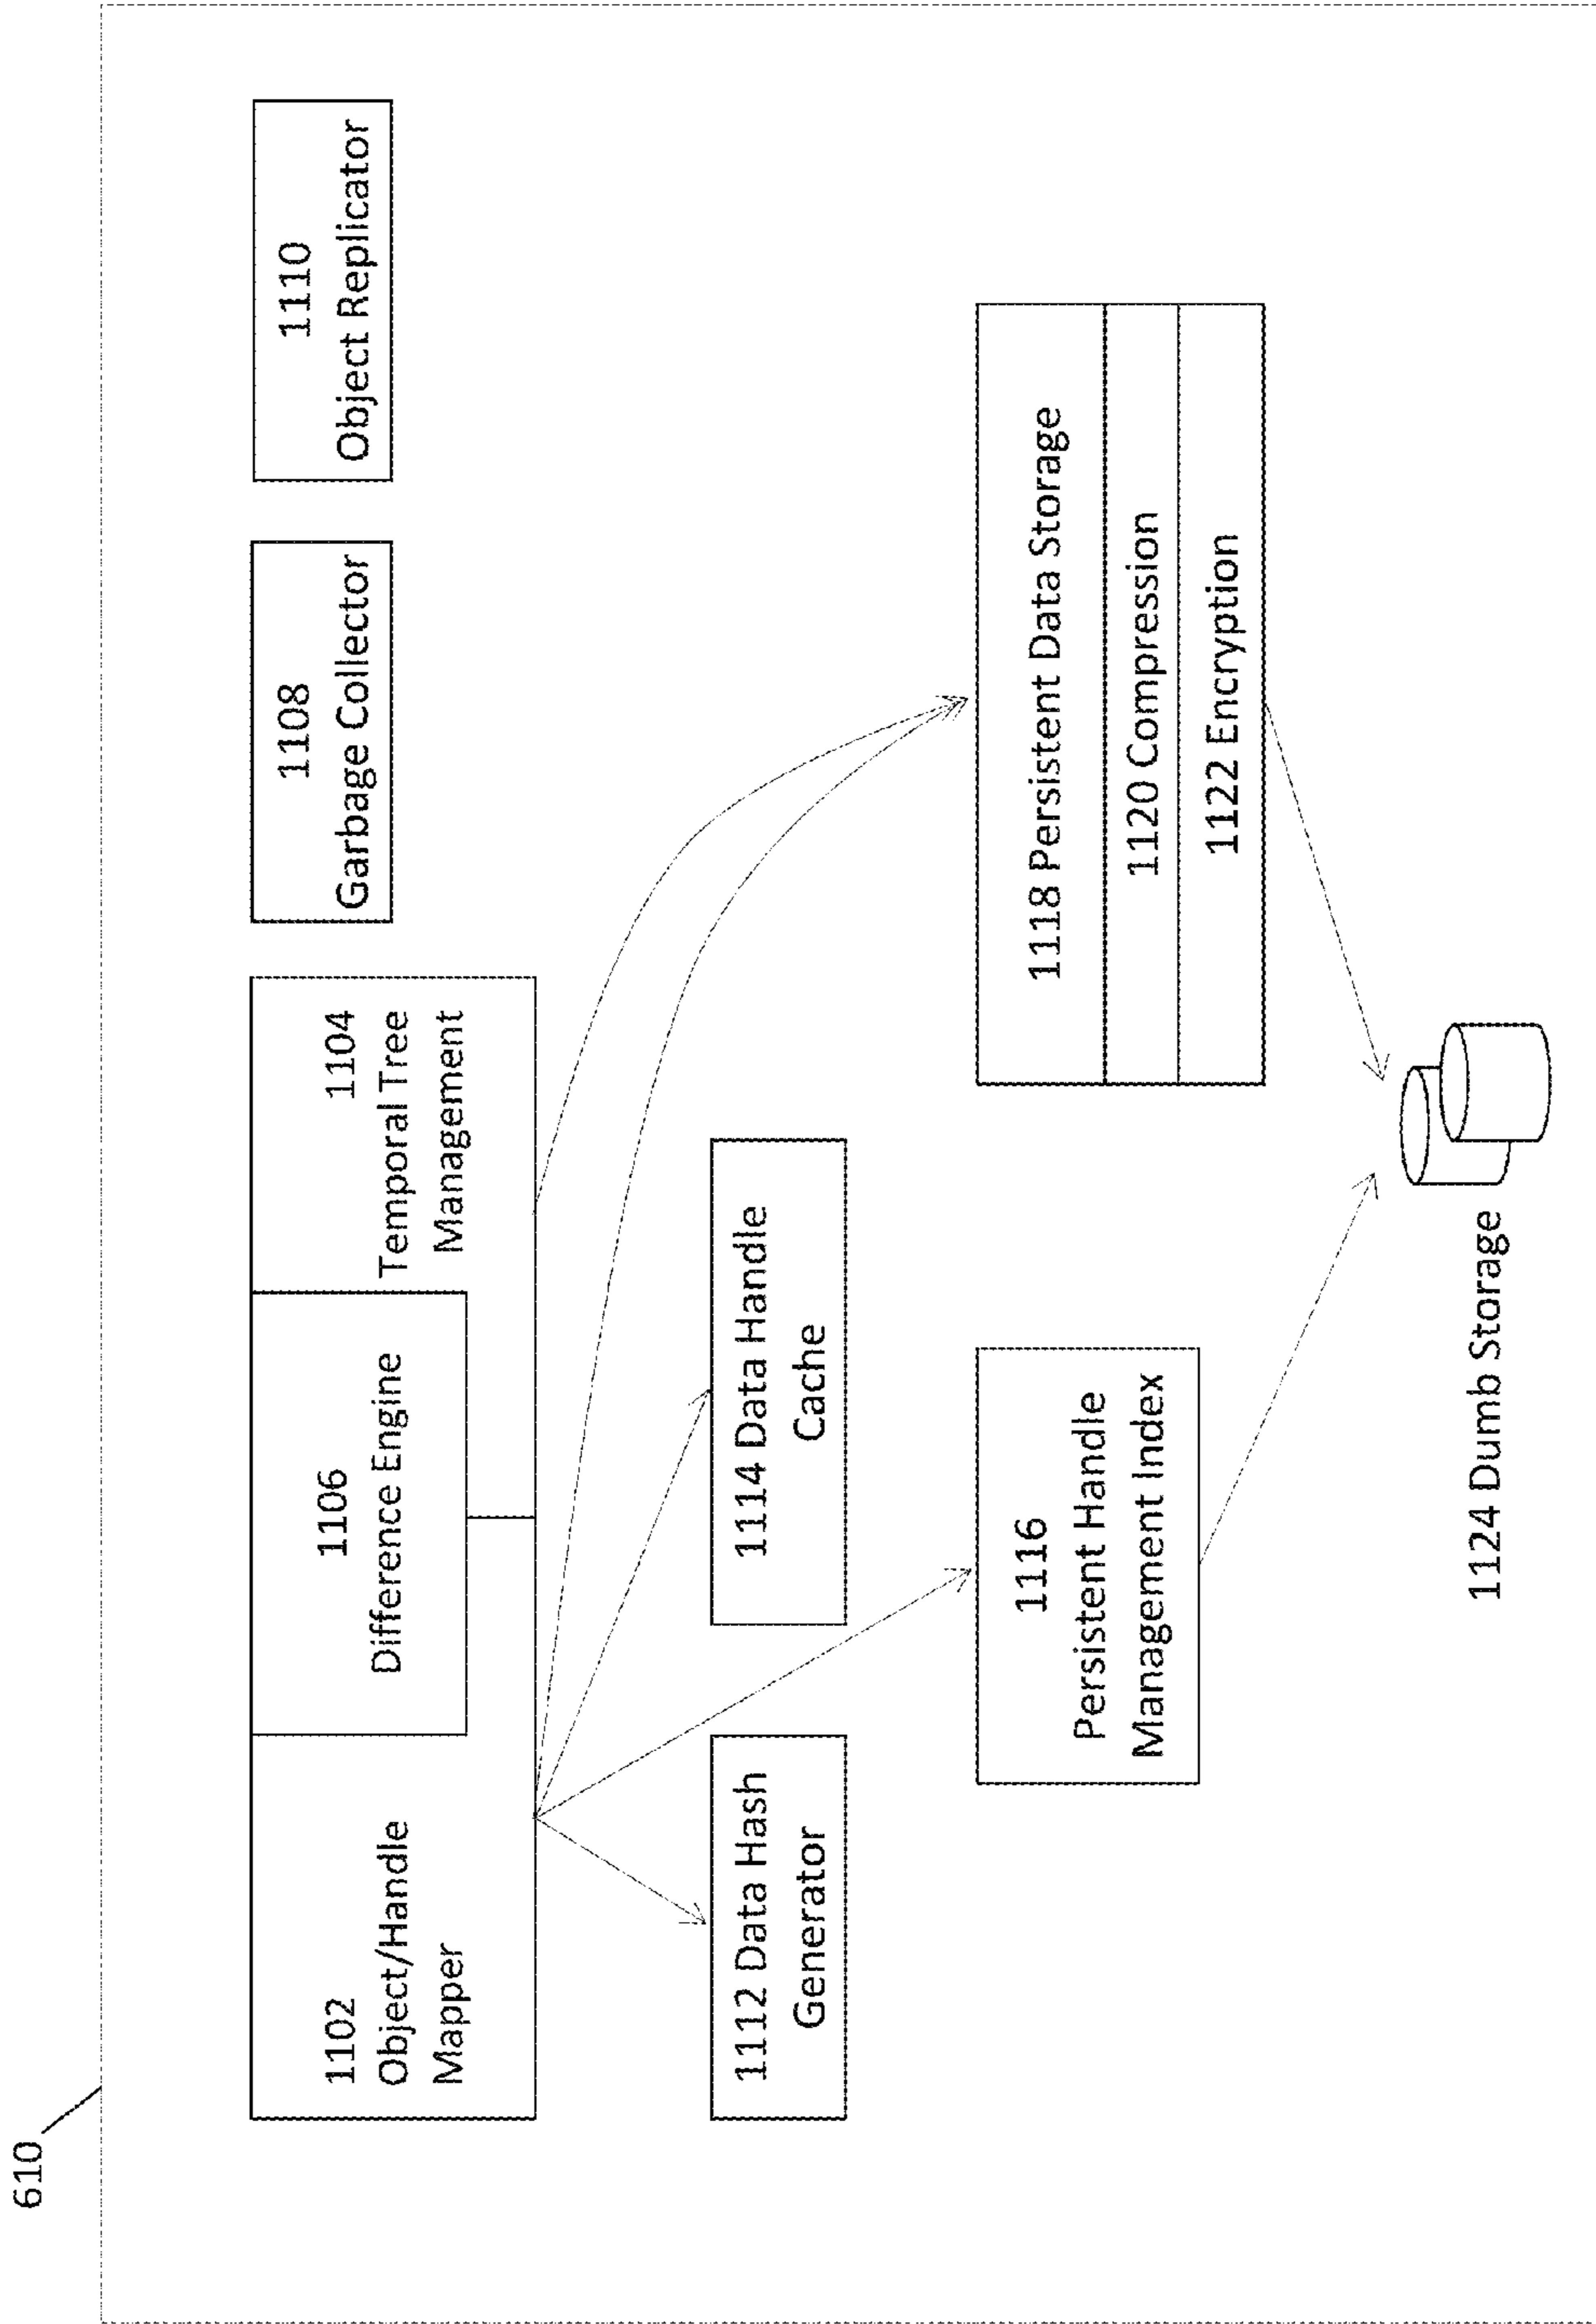 610
1102
Object/Handle
Mapper
1106
Difference Engine
1104
Temporal Tree
Management
1108
Garbage Collector
1110
Object Replicator
1112 Data Hash
Generator
1114 Data Handle
Cache
1116
Persistent Handle
Management Index
1118 Persistent Data Storage
1120 Compression
1122 Encryption
1124 Dumb Storage